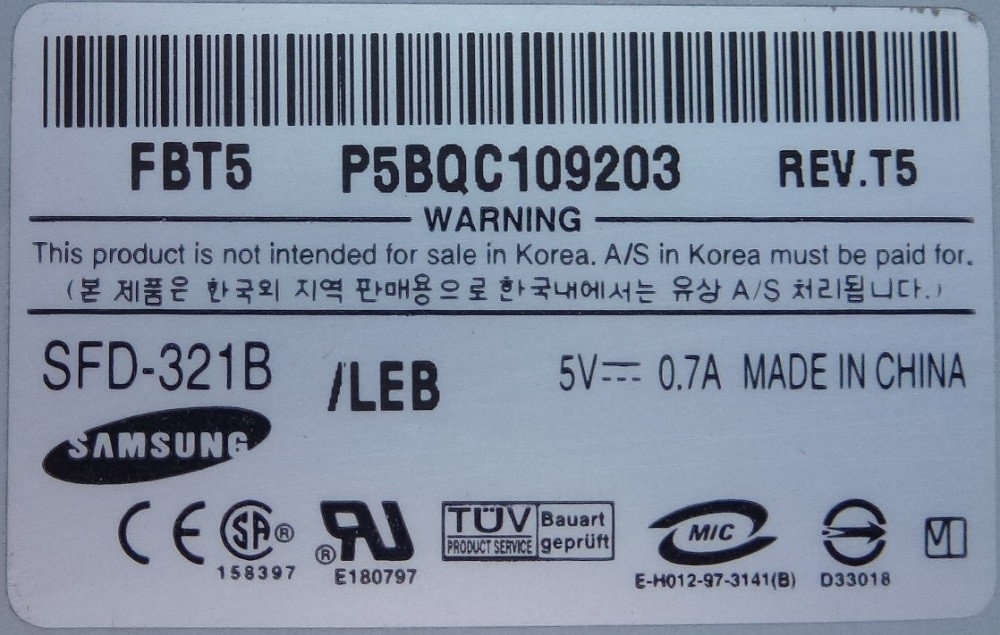 FBT5 P5BQC109203 REV.T5
WARNING
This product is not intended for sale in Korea. A/S in Korea must be paid for.
(본 제품은 한국외 지역 판매용으로 한국내에서는 유상 A/S 처리됩니다.)
SFD-321B /LEB 5V⎓ 0.7A MADE IN CHINA
SAMSUNG
CE SA® ®RU TÜV Bauart MIC
PRODUCT SERVICE geprüft
158397 E180797 E-H012-97-3141(B) D33018